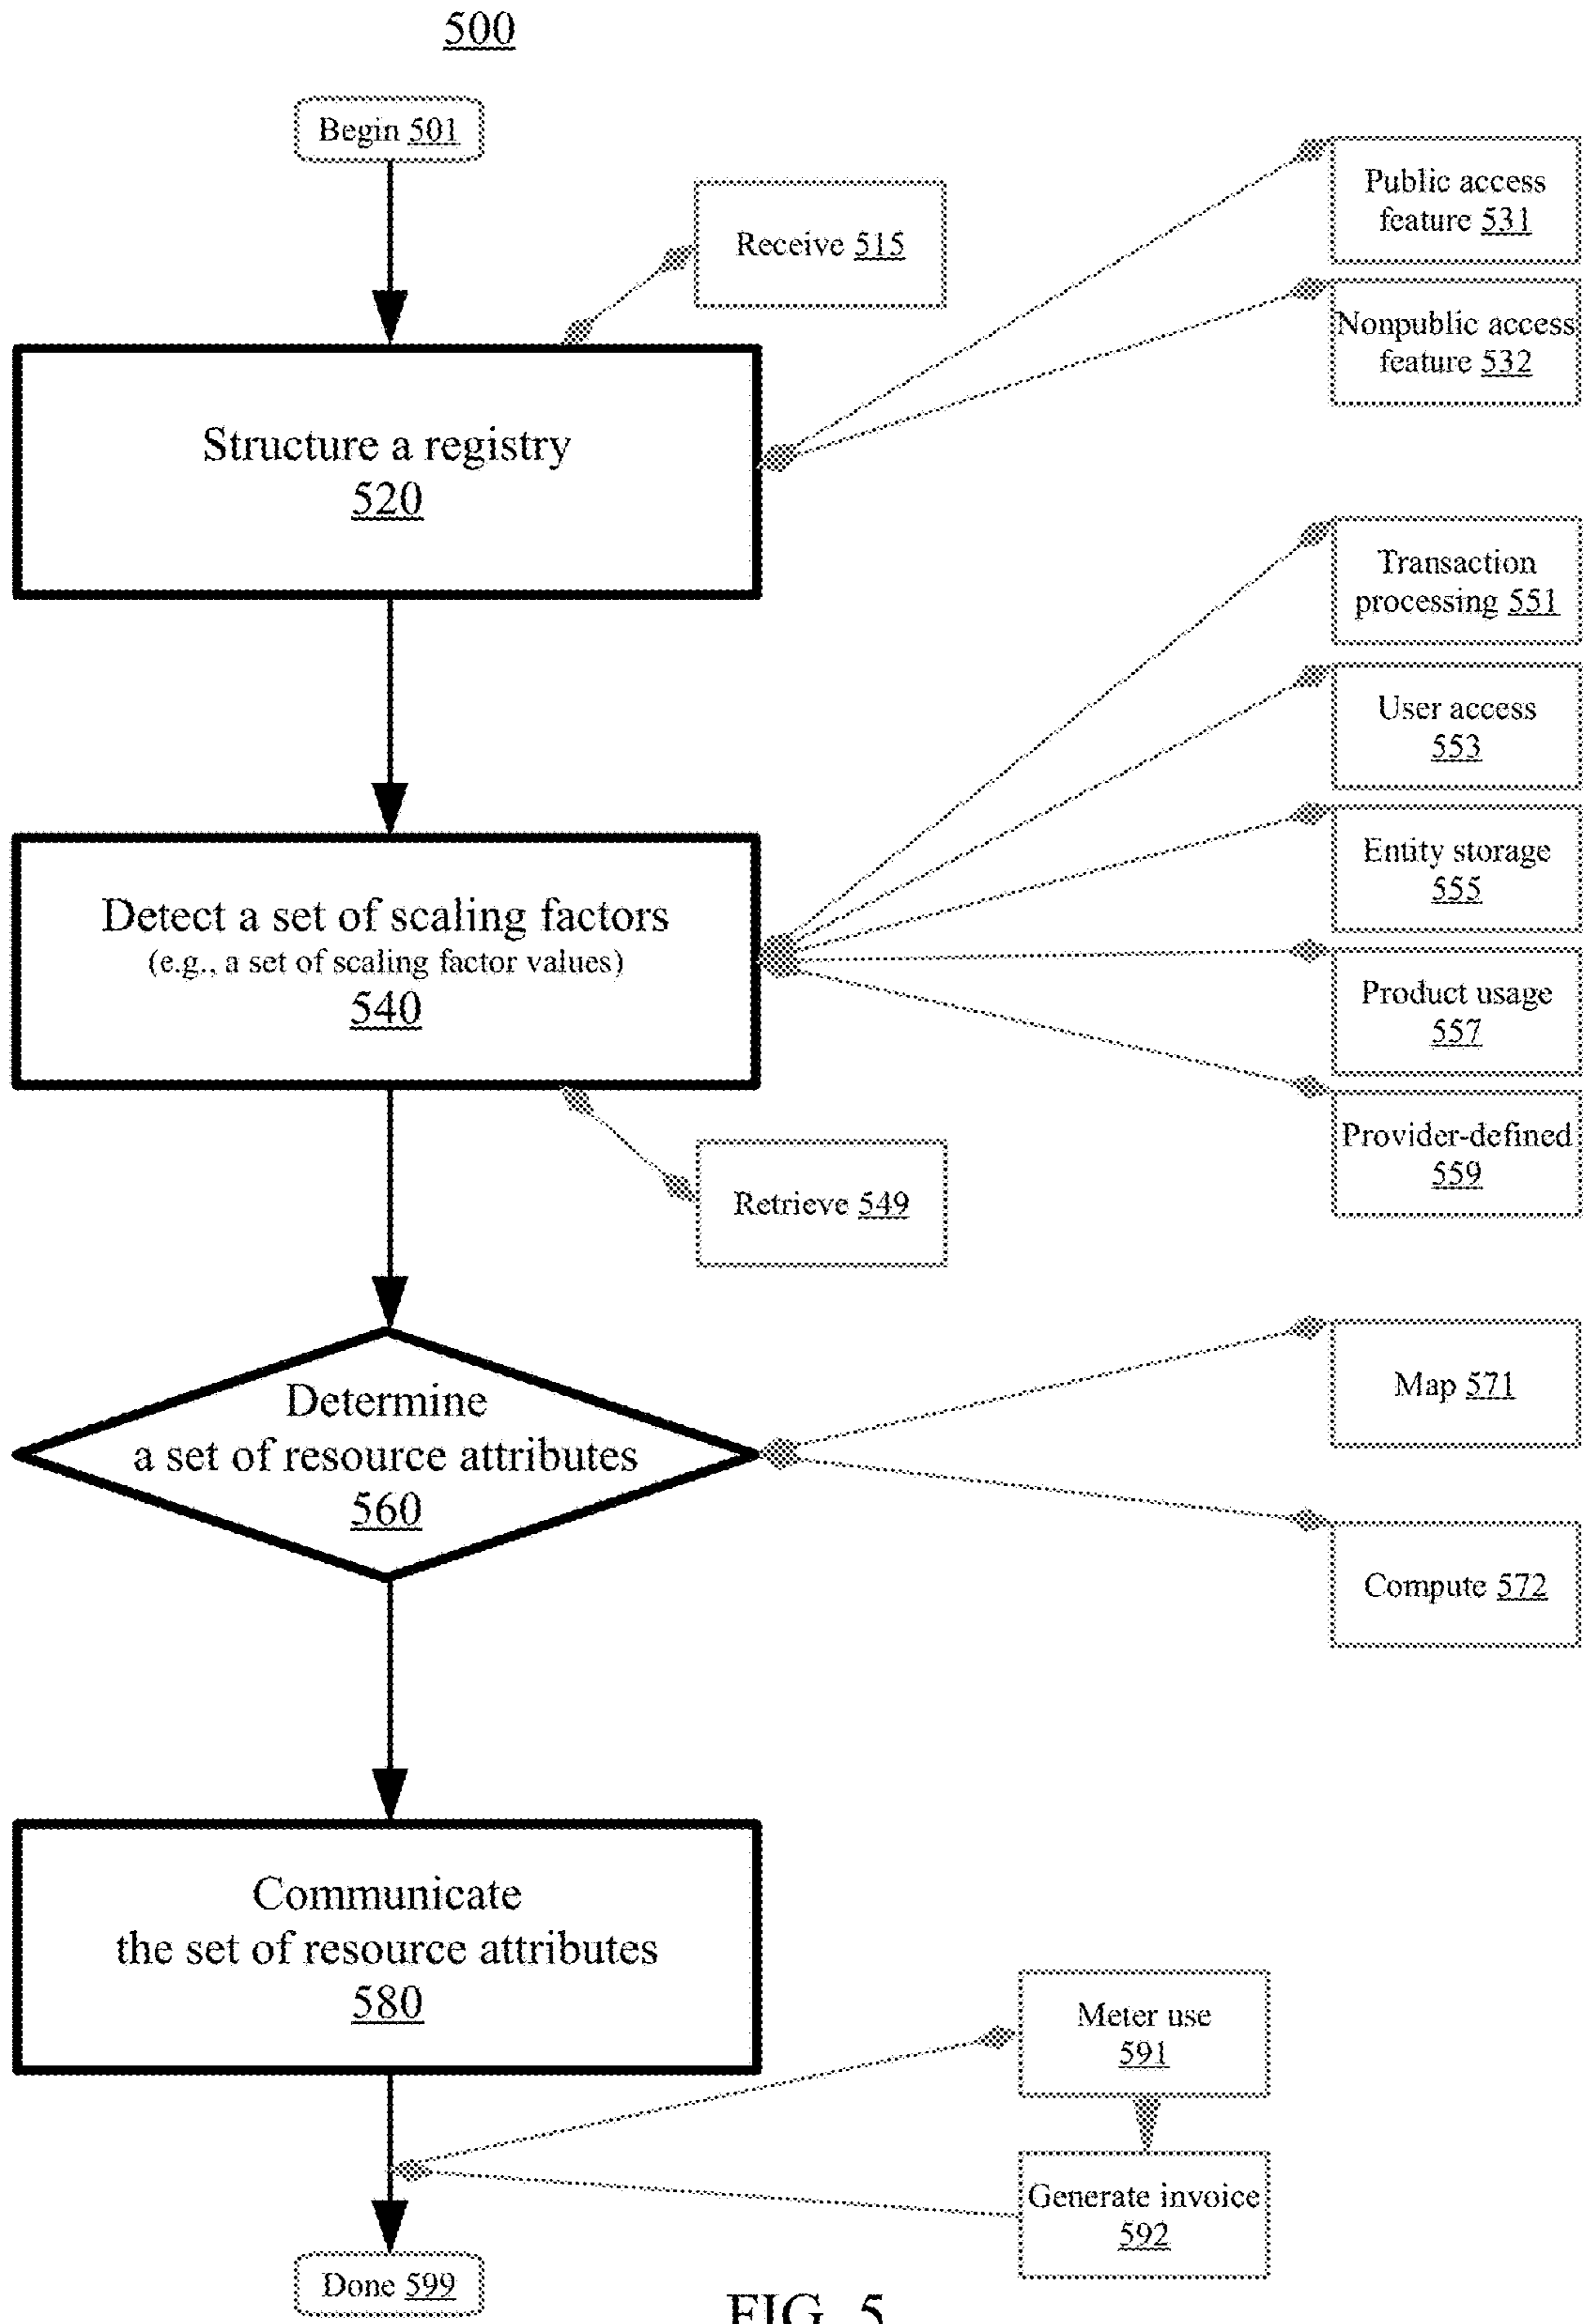 500
Begin 501
Receive 515
Public access
feature 531
Nonpublic access
feature 532
Structure a registry
520
Transaction
processing 551
User access
553
Entity storage
555
Detect a set of scaling factors
(e.g., a set of scaling factor values)
540
Product usage
557
Provider-defined
559
Retrieve 549
Determine
a set of resource attributes
560
Map 571
Compute 572
Communicate
the set of resource attributes
580
Meter use
591
Generate invoice
592
Done 599
FIG. 5